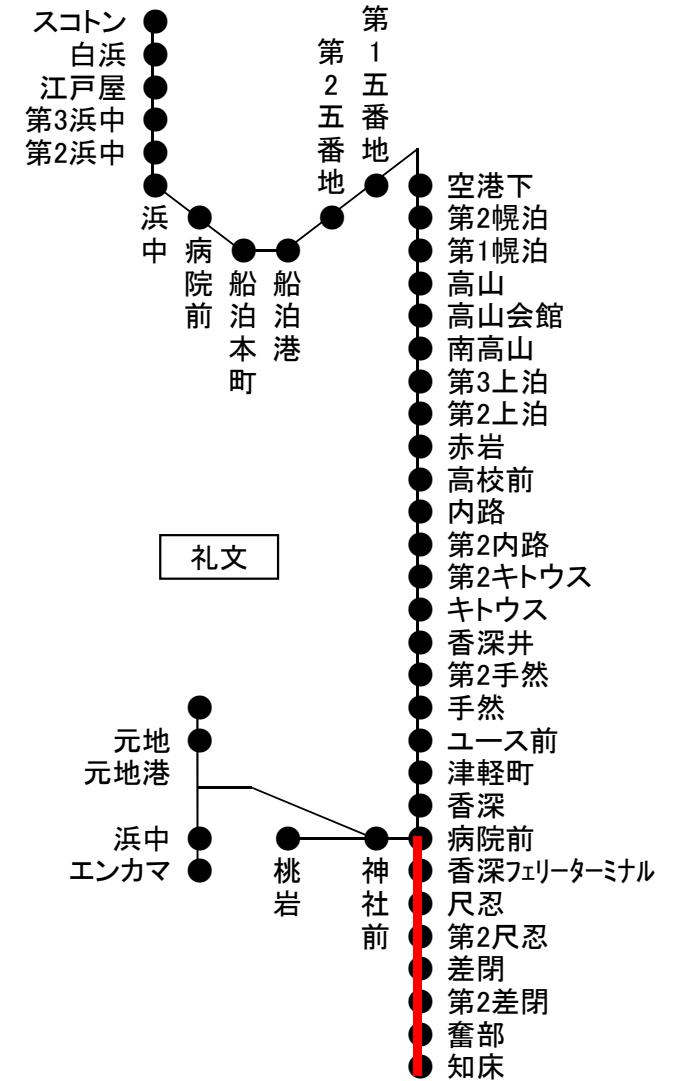 スコトン
白浜
江戸屋
第3浜中
第2浜中
浜中
病院前
船泊本町
船泊港
第2五番地
第1五番地
空港下
第2幌泊
第1幌泊
高山
高山会館
南高山
第3上泊
第2上泊
赤岩
高校前
内路
第2内路
第2キトウス
キトウス
香深井
第2手然
手然
ユース前
津軽町
香深
病院前
香深フェリーターミナル
尺忍
第2尺忍
差閉
第2差閉
奮部
知床
礼文
元地
元地港
浜中
エンカマ
桃岩
神社前